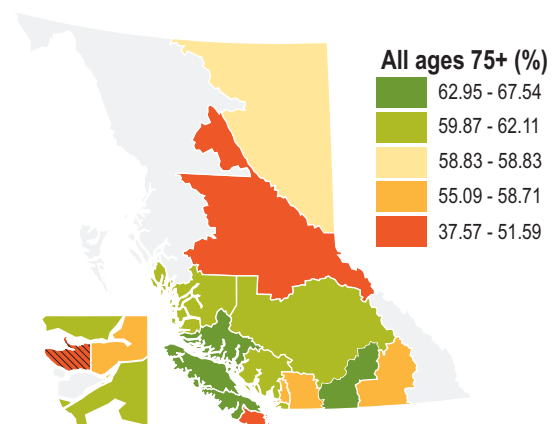 All ages 75+ (%)
62.95 - 67.54
59.87 - 62.11
58.83 - 58.83
55.09 - 58.71
37.57 - 51.59